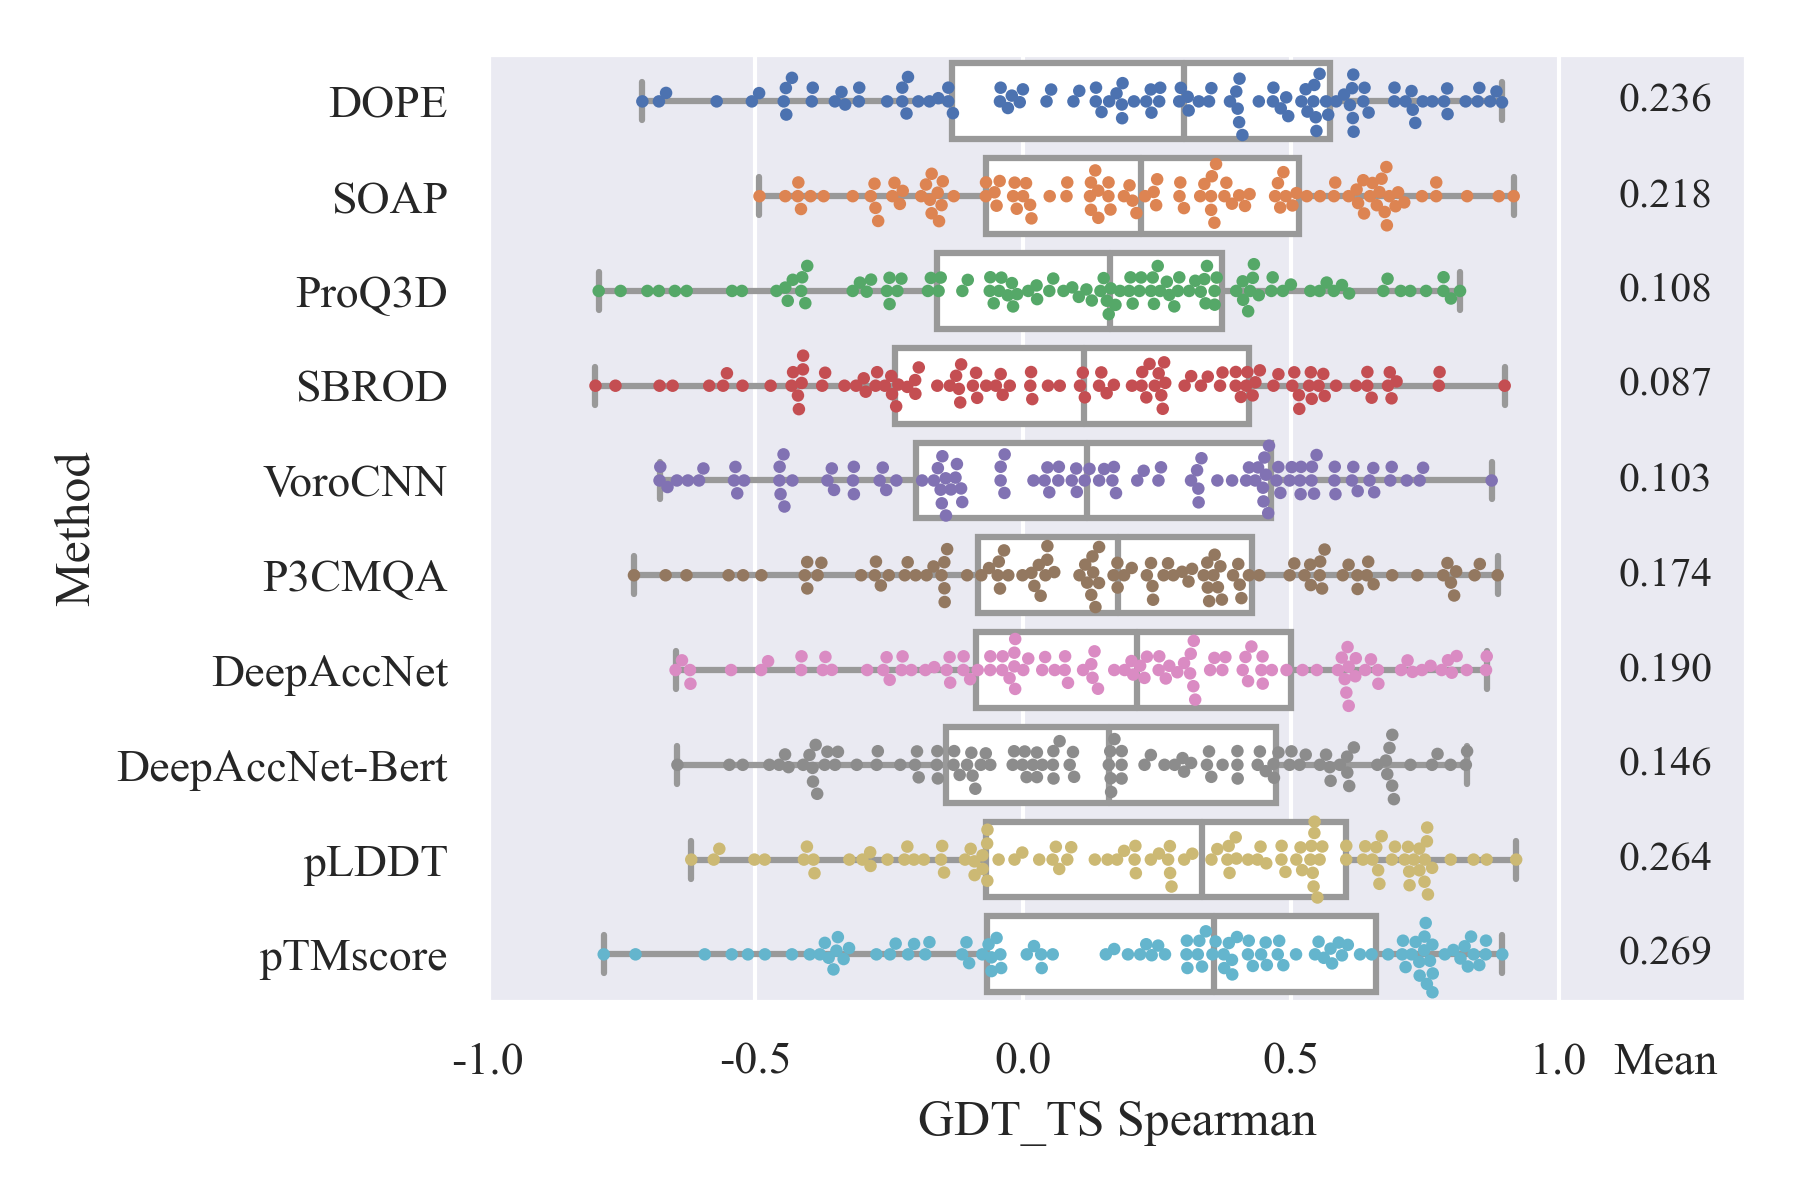 DOPE 0.236
SOAP 0.218
ProQ3D 0.108
SBROD 0.087
VoroCNN 0.103
P3CMQA 0.174
DeepAccNet 0.190
DeepAccNet-Bert 0.146
pLDDT 0.264
pTMscore 0.269
Method
-1.0 -0.5 0.0 0.5 1.0 Mean
GDT_TS Spearman